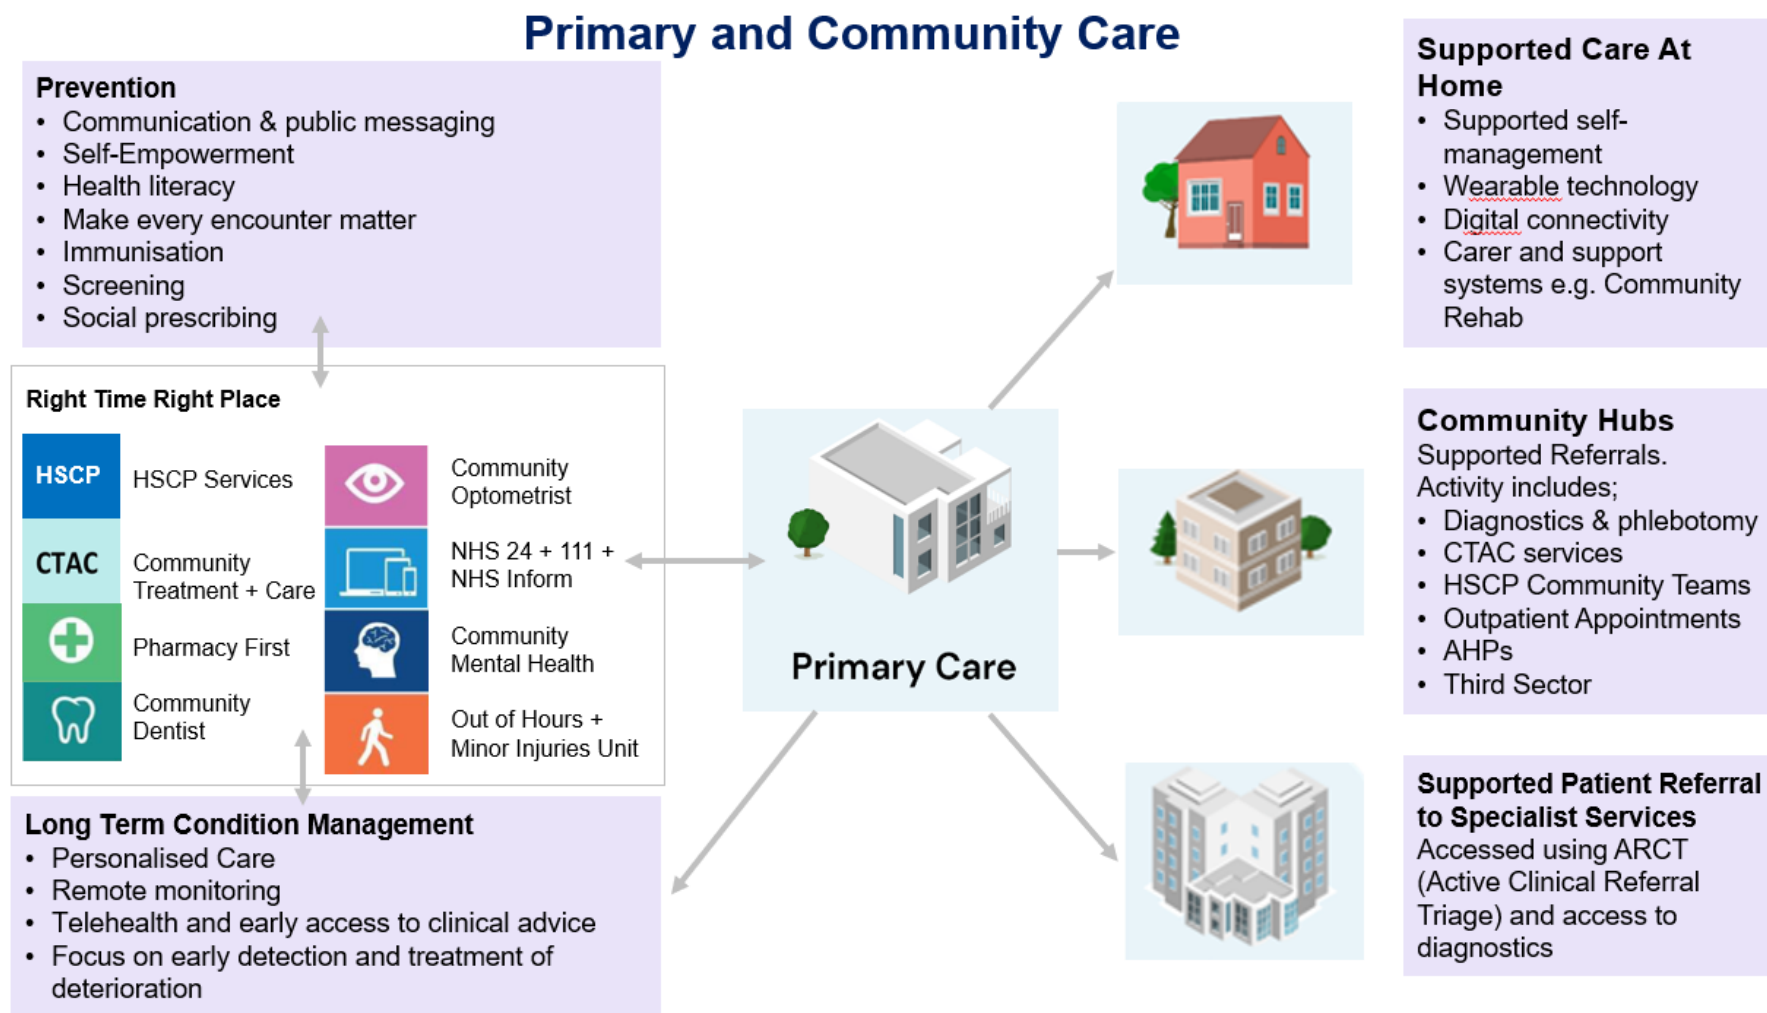 Primary and Community Care
Prevention
• Communication & public messaging
• Self-Empowerment
• Health literacy
• Make every encounter matter
• Immunisation
• Screening
• Social prescribing
Right Time Right Place
HSCP
HSCP Services
CTAC
Community
Treatment + Care
Pharmacy First
Community
Dentist
Community
Optometrist
NHS 24 + 111 +
NHS Inform
Community
Mental Health
Out of Hours +
Minor Injuries Unit
Long Term Condition Management
• Personalised Care
• Remote monitoring
• Telehealth and early access to clinical advice
• Focus on early detection and treatment of
deterioration
Primary Care
Supported Care At
Home
• Supported self-
management
• Wearable technology
• Digital connectivity
• Carer and support
systems e.g. Community
Rehab
Community Hubs
Supported Referrals.
Activity includes;
• Diagnostics & phlebotomy
• CTAC services
• HSCP Community Teams
• Outpatient Appointments
• AHPs
• Third Sector
Supported Patient Referral
to Specialist Services
Accessed using ARCT
(Active Clinical Referral
Triage) and access to
diagnostics